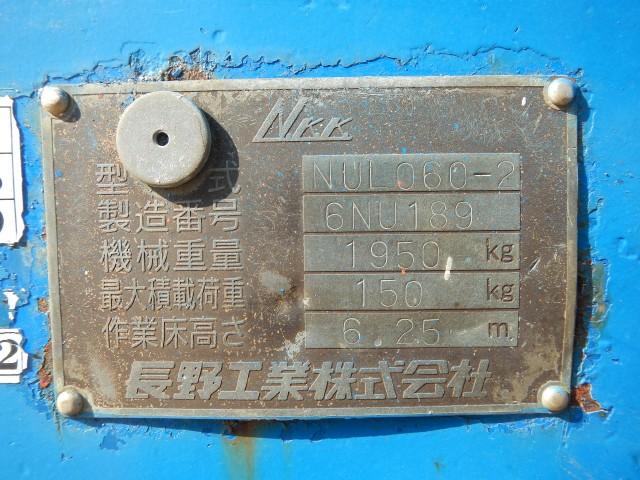 NKK
型 式 NUL060-2
製造番号 6NU189
機械重量 1950 kg
最大積載荷重 150 kg
作業床高さ 6.25 m
長野工業株式会社
2